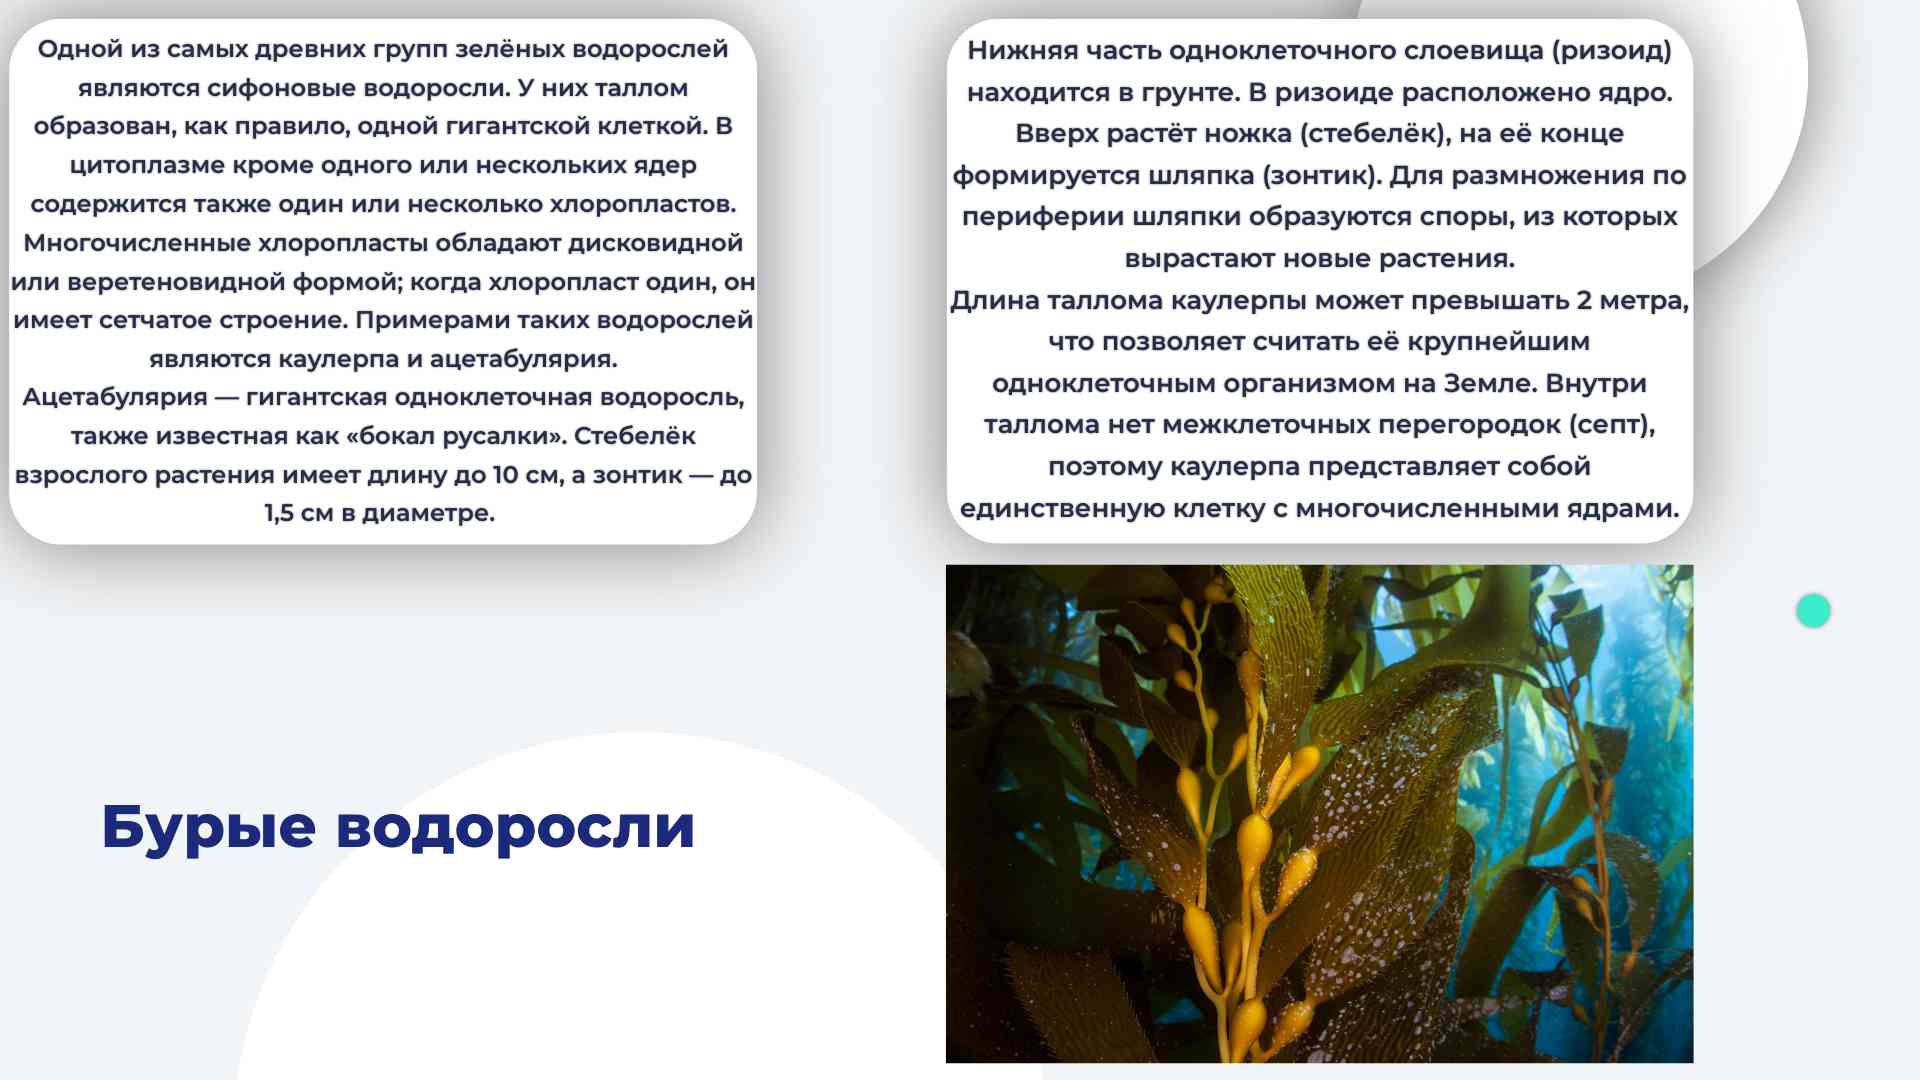 Одной из самых древних групп зелёных водорослей
являются сифоновые водоросли. У них таллом
образован, как правило, одной гигантской клеткой. В
цитоплазме кроме одного или нескольких ядер
содержится также один или несколько хлоропластов.
Многочисленные хлоропласты обладают дисковидной
или веретеновидной формой; когда хлоропласт один, он
имеет сетчатое строение. Примерами таких водорослей
являются каулерпа и ацетабулярия.
Ацетабулярия — гигантская одноклеточная водоросль,
также известная как «бокал русалки». Стебелёк
взрослого растения имеет длину до 10 см, а зонтик — до
1,5 см в диаметре.
Нижняя часть одноклеточного слоевища (ризоид)
находится в грунте. В ризоиде расположено ядро.
Вверх растёт ножка (стебелёк), на её конце
формируется шляпка (зонтик). Для размножения по
периферии шляпки образуются споры, из которых
вырастают новые растения.
Длина таллома каулерпы может превышать 2 метра,
что позволяет считать её крупнейшим
одноклеточным организмом на Земле. Внутри
таллома нет межклеточных перегородок (септ),
поэтому каулерпа представляет собой
единственную клетку с многочисленными ядрами.
Бурые водоросли